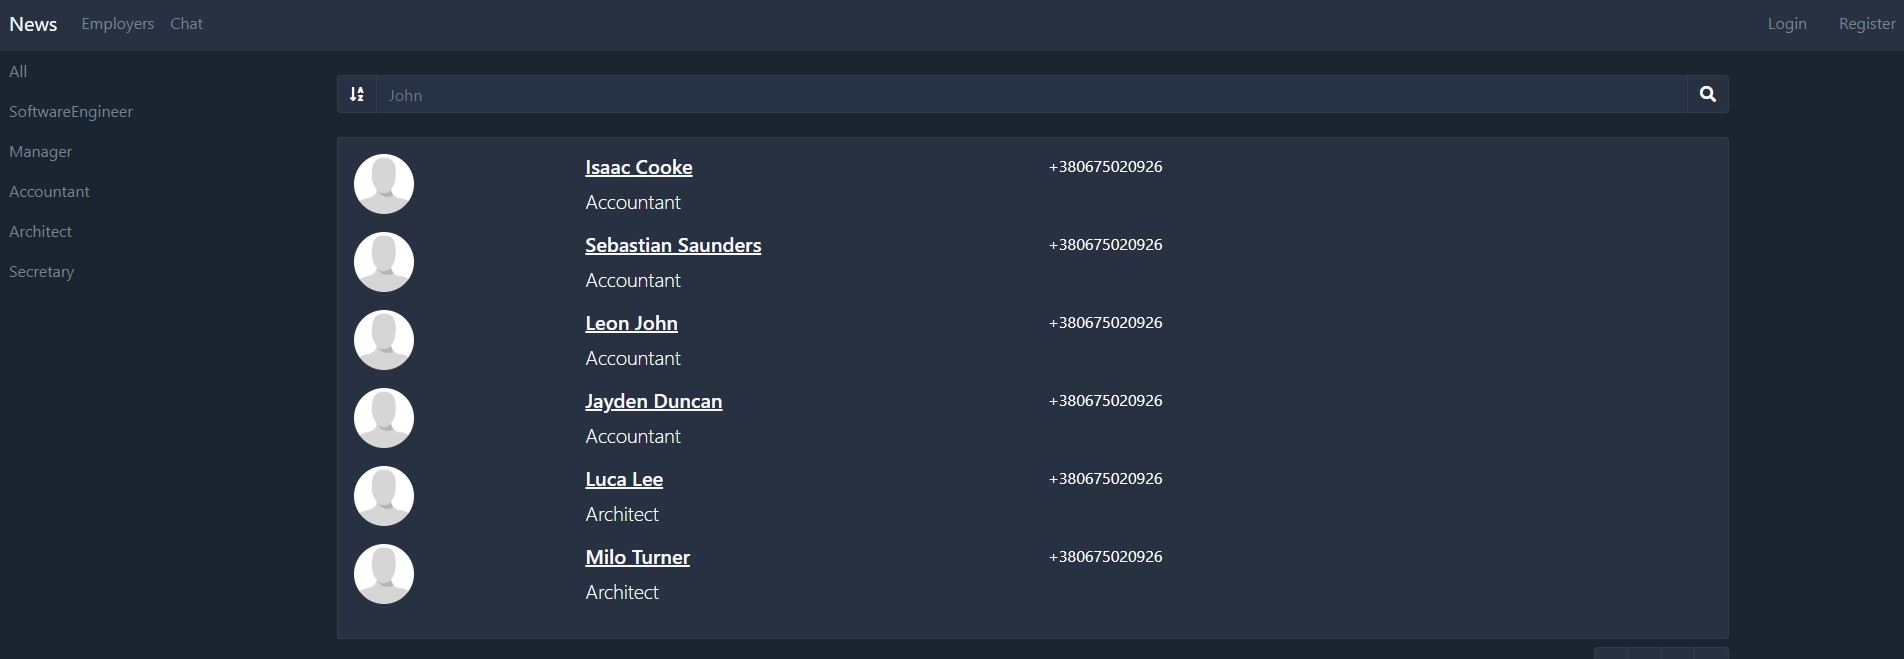 News Employers Chat Login Register
All
SoftwareEngineer
Manager
Accountant
Architect
Secretary
John
Isaac Cooke +380675020926
Accountant
Sebastian Saunders +380675020926
Accountant
Leon John +380675020926
Accountant
Jayden Duncan +380675020926
Accountant
Luca Lee +380675020926
Architect
Milo Turner +380675020926
Architect